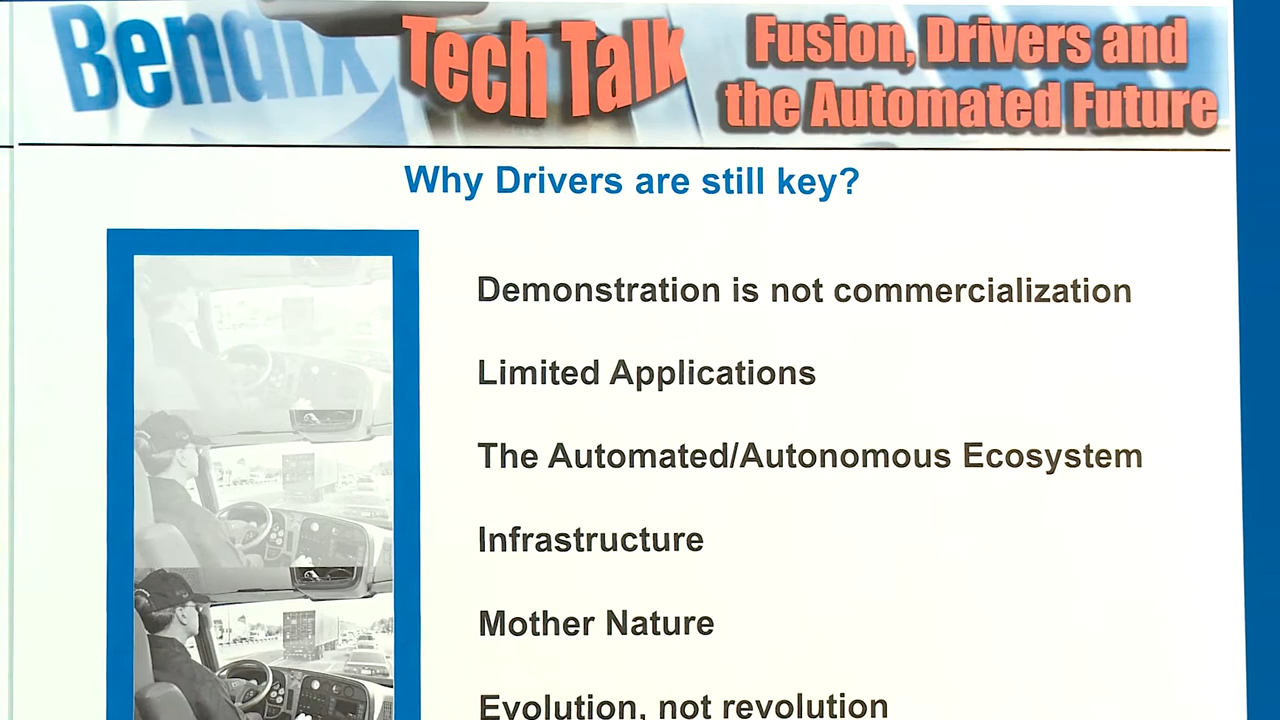 Bendix
Tech Talk
Fusion, Drivers and
the Automated Future
Why Drivers are still key?
Demonstration is not commercialization
Limited Applications
The Automated/Autonomous Ecosystem
Infrastructure
Mother Nature
Evolution, not revolution